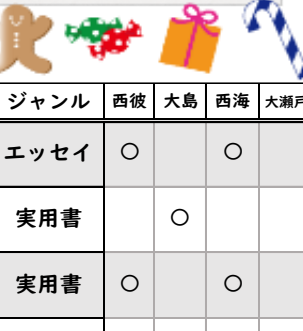 ジャンル 西彼 大島 西海 大瀬戸
エッセイ 〇 〇
実用書 〇
実用書 〇 〇